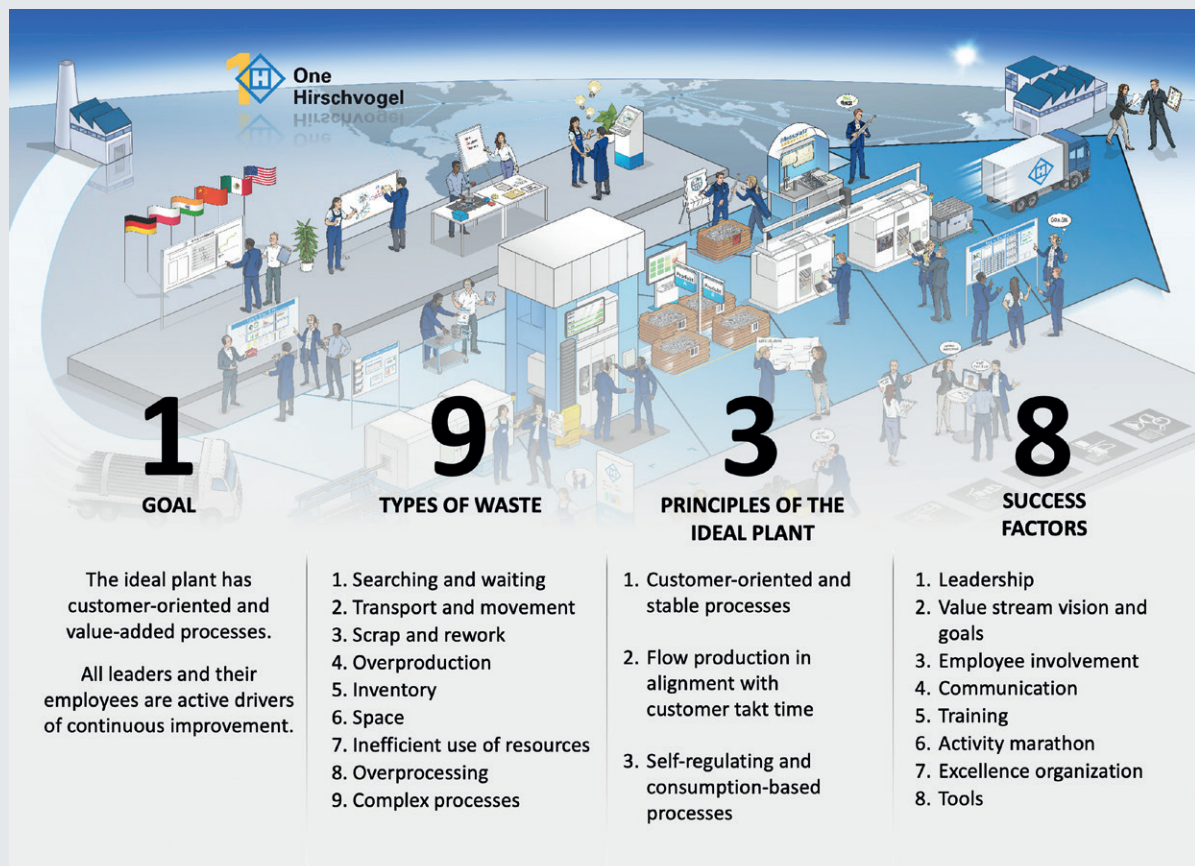 One
Hirschvogel
1
GOAL
The ideal plant has
customer-oriented and
value-added processes.
All leaders and their
employees are active drivers
of continuous improvement.
9
TYPES OF WASTE
1. Searching and waiting
2. Transport and movement
3. Scrap and rework
4. Overproduction
5. Inventory
6. Space
7. Inefficient use of resources
8. Overprocessing
9. Complex processes
3
PRINCIPLES OF THE
IDEAL PLANT
1. Customer-oriented and
stable processes
2. Flow production in
alignment with
customer takt time
3. Self-regulating and
consumption-based
processes
8
SUCCESS
FACTORS
1. Leadership
2. Value stream vision and
goals
3. Employee involvement
4. Communication
5. Training
6. Activity marathon
7. Excellence organization
8. Tools